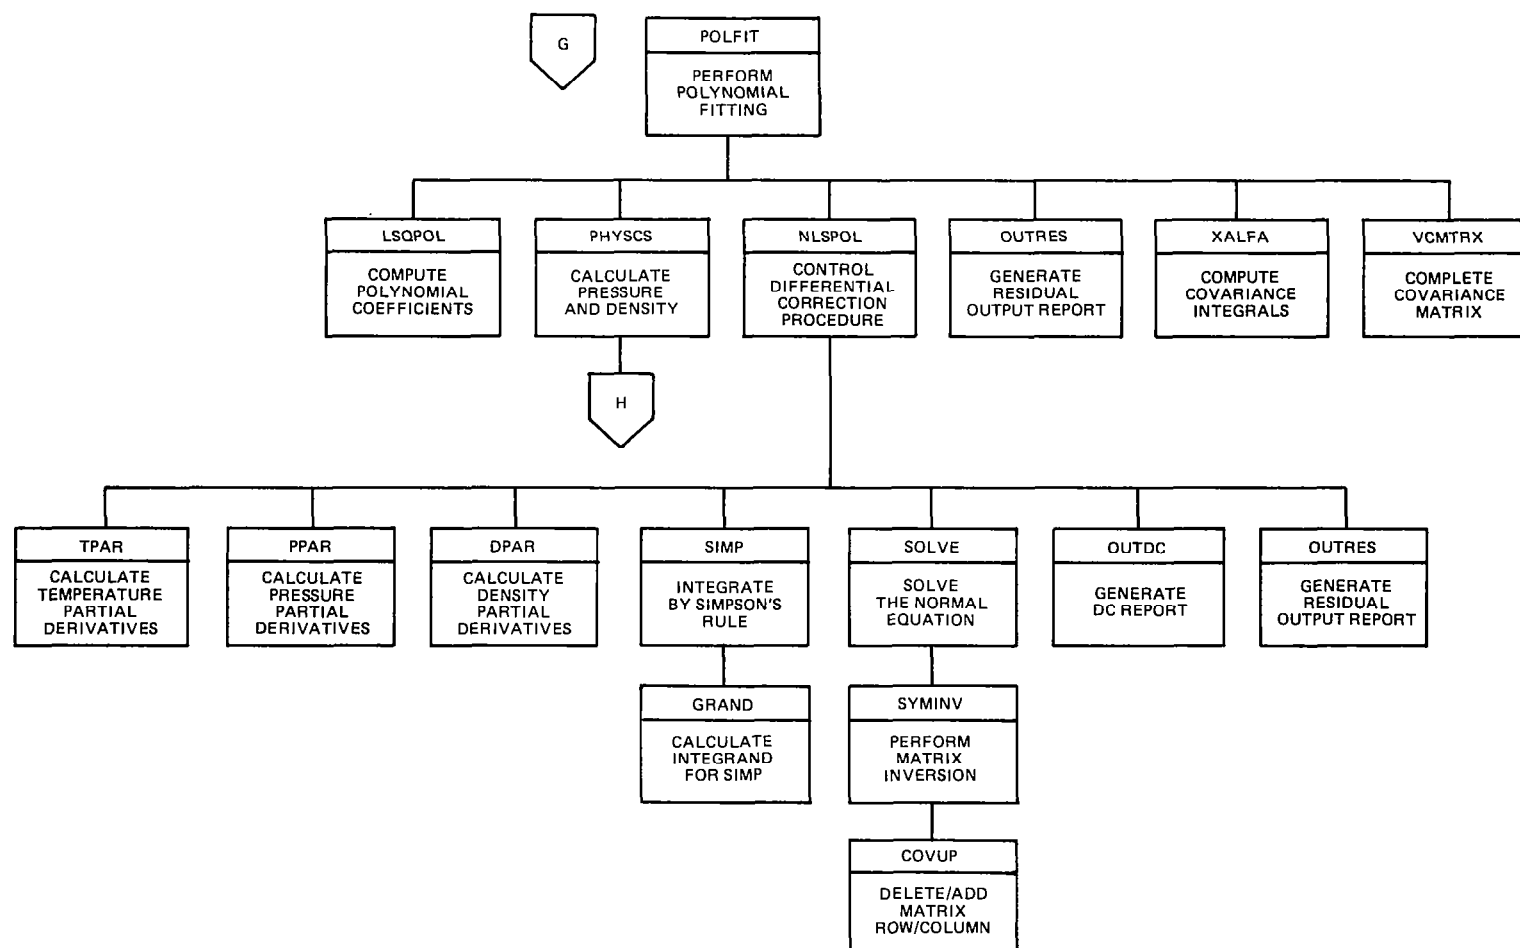 G
POLFIT
PERFORM
POLYNOMIAL
FITTING
LSQPOL
COMPUTE
POLYNOMIAL
COEFFICIENTS
PHYSCS
CALCULATE
PRESSURE
AND DENSITY
NLSPOL
CONTROL
DIFFERENTIAL
CORRECTION
PROCEDURE
OUTRES
GENERATE
RESIDUAL
OUTPUT REPORT
XALFA
COMPUTE
COVARIANCE
INTEGRALS
VCMTRX
COMPLETE
COVARIANCE
MATRIX
H
TPAR
CALCULATE
TEMPERATURE
PARTIAL
DERIVATIVES
PPAR
CALCULATE
PRESSURE
PARTIAL
DERIVATIVES
DPAR
CALCULATE
DENSITY
PARTIAL
DERIVATIVES
SIMP
INTEGRATE
BY SIMPSON'S
RULE
SOLVE
SOLVE
THE NORMAL
EQUATION
OUTDC
GENERATE
DC REPORT
OUTRES
GENERATE
RESIDUAL
OUTPUT REPORT
GRAND
CALCULATE
INTEGRAND
FOR SIMP
SYMINV
PERFORM
MATRIX
INVERSION
COVUP
DELETE/ADD
MATRIX
ROW/COLUMN